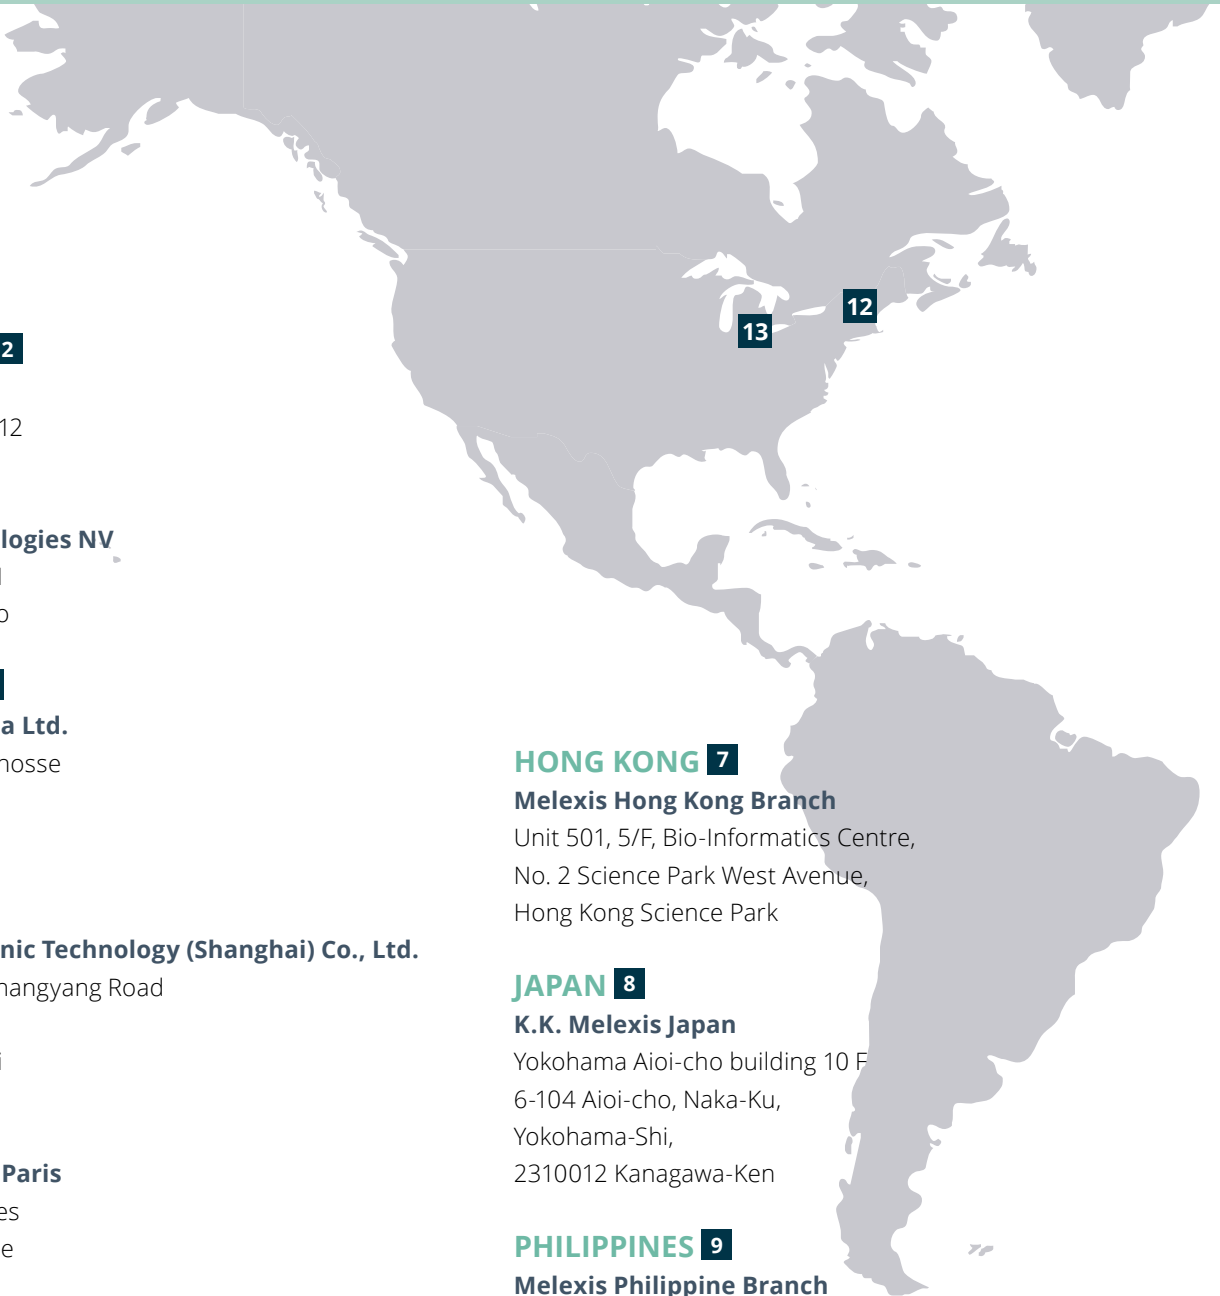 12
13
2
12
logies NV
a Ltd.
nosse
nic Technology (Shanghai) Co., Ltd.
angyang Road
i
Paris
es
e
HONG KONG 7
Melexis Hong Kong Branch
Unit 501, 5/F, Bio-Informatics Centre,
No. 2 Science Park West Avenue,
Hong Kong Science Park
JAPAN 8
K.K. Melexis Japan
Yokohama Aioi-cho building 10 F
6-104 Aioi-cho, Naka-Ku,
Yokohama-Shi,
2310012 Kanagawa-Ken
PHILIPPINES 9
Melexis Philippine Branch